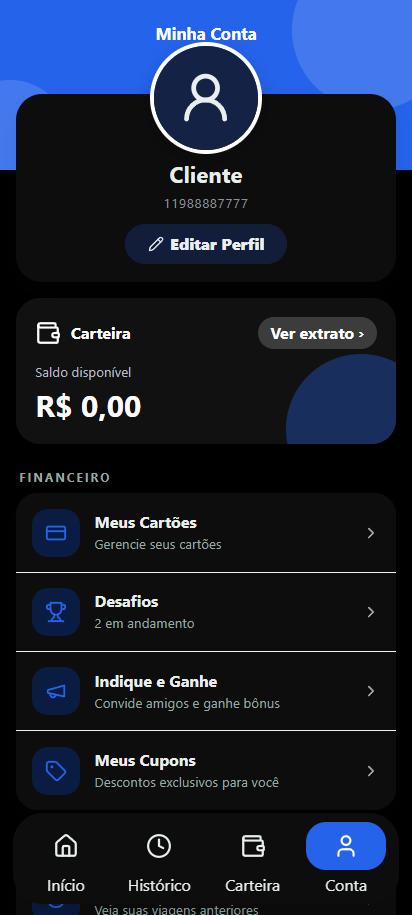 Minha Conta
Cliente
11988887777
Editar Perfil
Carteira
Ver extrato ›
Saldo disponível
R$ 0,00
FINANCEIRO
Meus Cartões
Gerencie seus cartões
Desafios
2 em andamento
Indique e Ganhe
Convide amigos e ganhe bônus
Meus Cupons
Descontos exclusivos para você
Início
Histórico
Carteira
Conta
Veja suas viagens anteriores